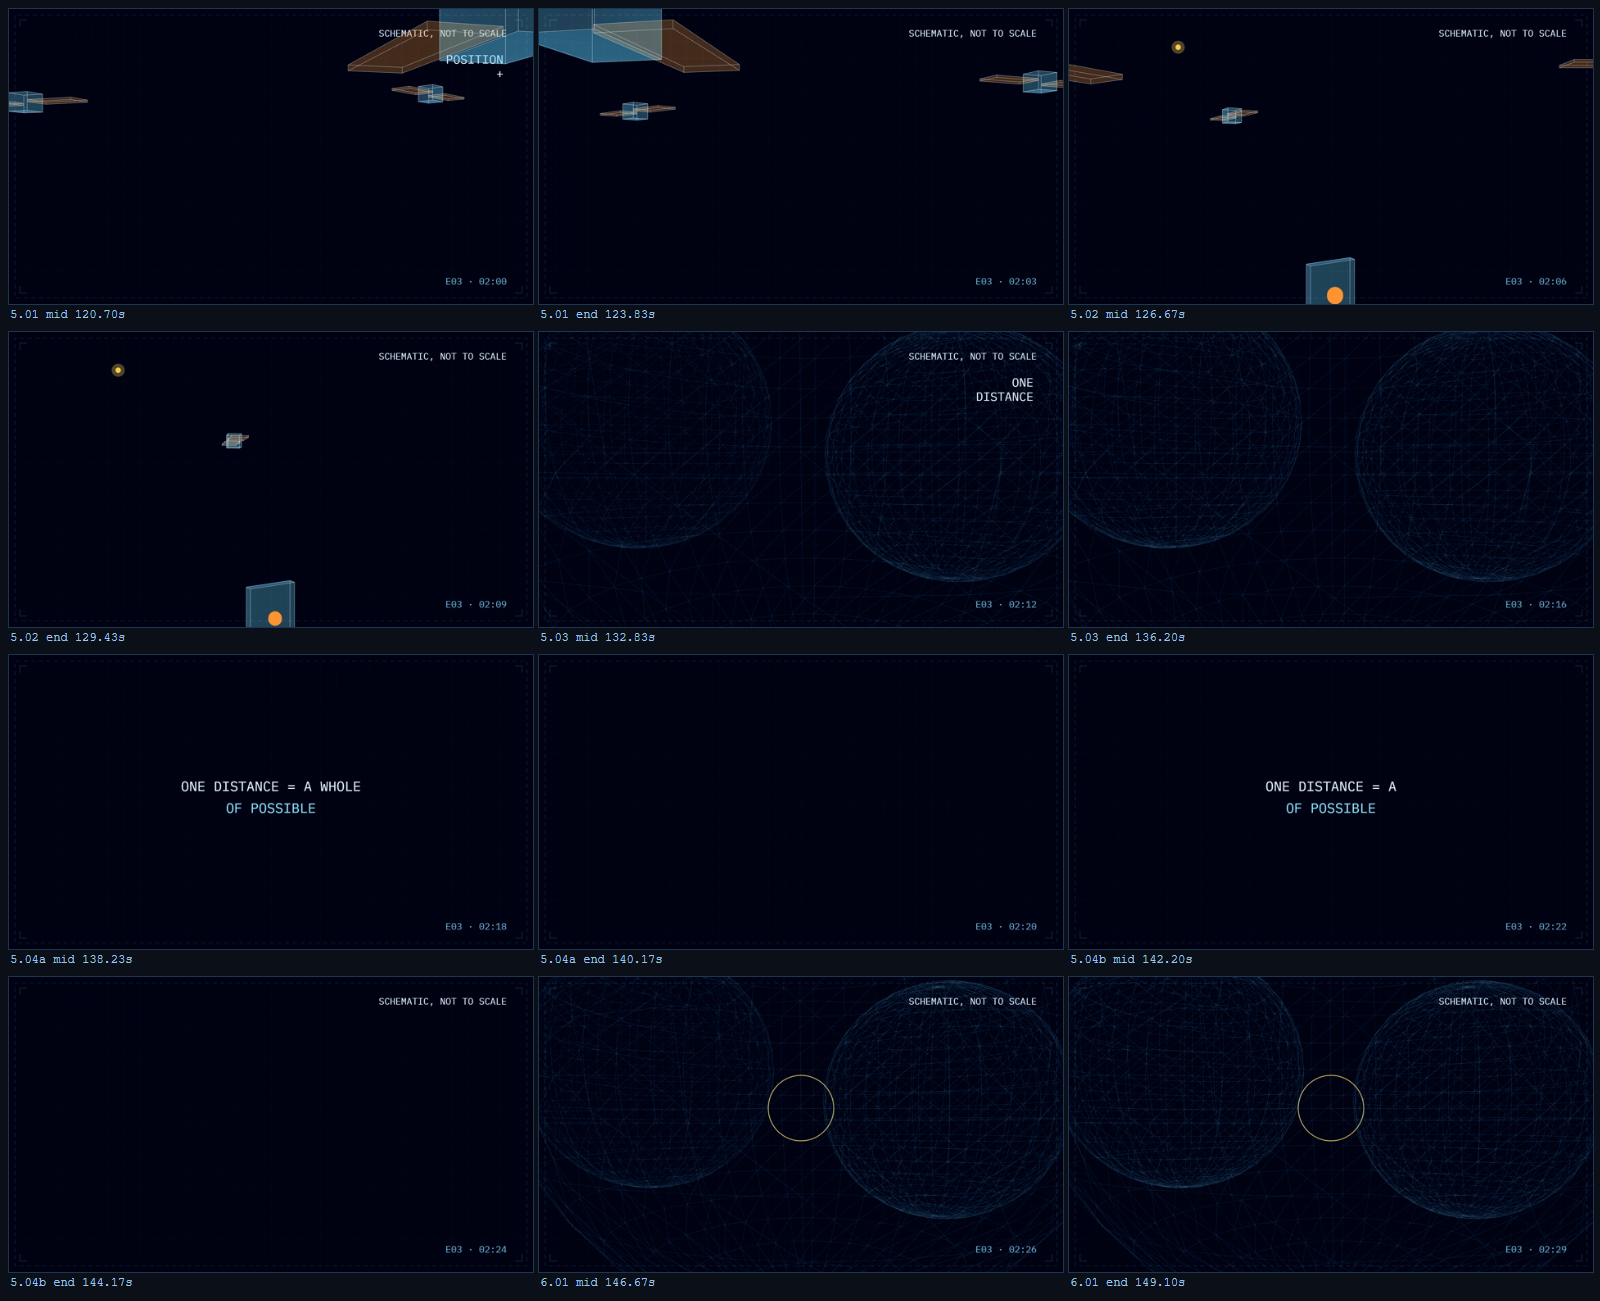 SCHEMATIC, NOT TO SCALE
POSITION
+
E03 · 02:00
5.01 mid 120.70s
SCHEMATIC, NOT TO SCALE
E03 · 02:03
5.01 end 123.83s
SCHEMATIC, NOT TO SCALE
E03 · 02:06
5.02 mid 126.67s
SCHEMATIC, NOT TO SCALE
E03 · 02:09
5.02 end 129.43s
SCHEMATIC, NOT TO SCALE
ONE
DISTANCE
E03 · 02:12
5.03 mid 132.83s
SCHEMATIC, NOT TO SCALE
E03 · 02:16
5.03 end 136.20s
ONE DISTANCE = A WHOLE
OF POSSIBLE
E03 · 02:18
5.04a mid 138.23s
E03 · 02:20
5.04a end 140.17s
ONE DISTANCE = A
OF POSSIBLE
E03 · 02:22
5.04b mid 142.20s
SCHEMATIC, NOT TO SCALE
E03 · 02:24
5.04b end 144.17s
SCHEMATIC, NOT TO SCALE
E03 · 02:26
6.01 mid 146.67s
SCHEMATIC, NOT TO SCALE
E03 · 02:29
6.01 end 149.10s